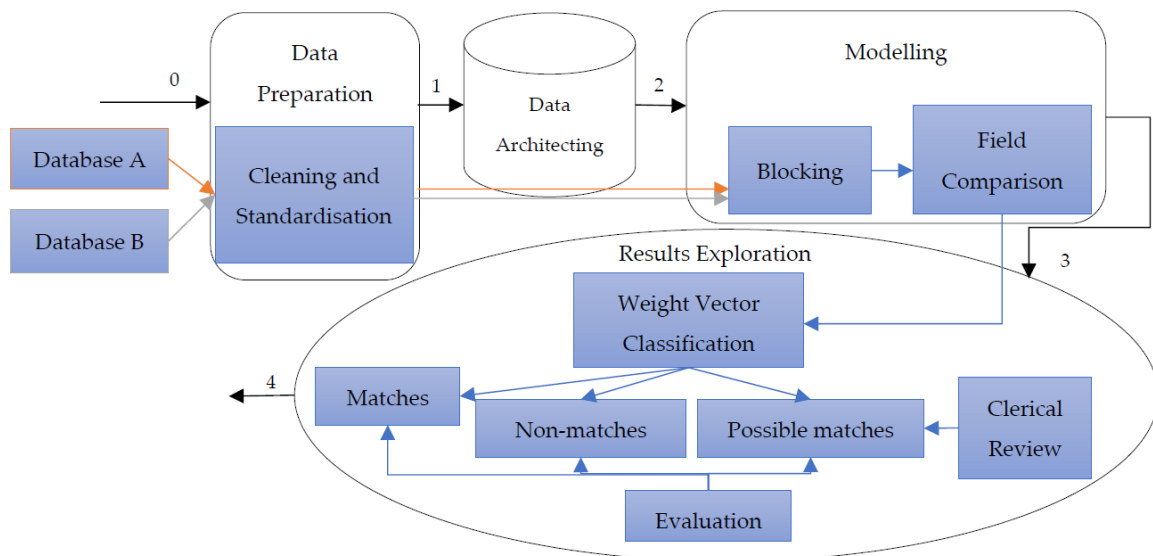 0
Data
Preparation
1
Data
Architecting
2
Modelling
Database A
Database B
Cleaning and
Standardisation
Blocking
Field
Comparison
3
Results Exploration
Weight Vector
Classification
4
Matches
Non-matches
Possible matches
Clerical
Review
Evaluation